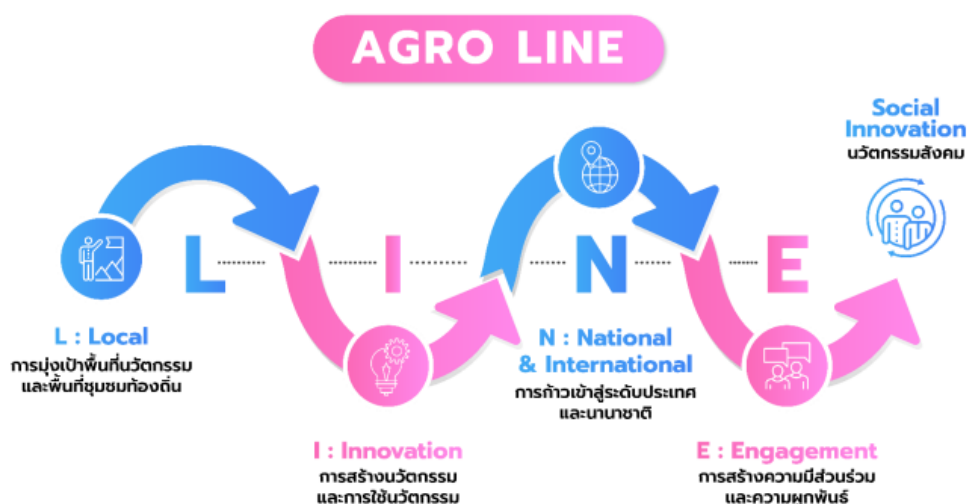 AGRO LINE
L
I
N
E
L : Local
การมุ่งเป้าพื้นที่นวัตกรรม
และพื้นที่ชุมชมท้องถิ่น
I : Innovation
การสร้างนวัตกรรม
และการใช้นวัตกรรม
N : National
& International
การก้าวเข้าสู่ระดับประเทศ
และนานาชาติ
E : Engagement
การสร้างความมีส่วนร่วม
และความผูกพันธ์
Social
Innovation
นวัตกรรมสังคม